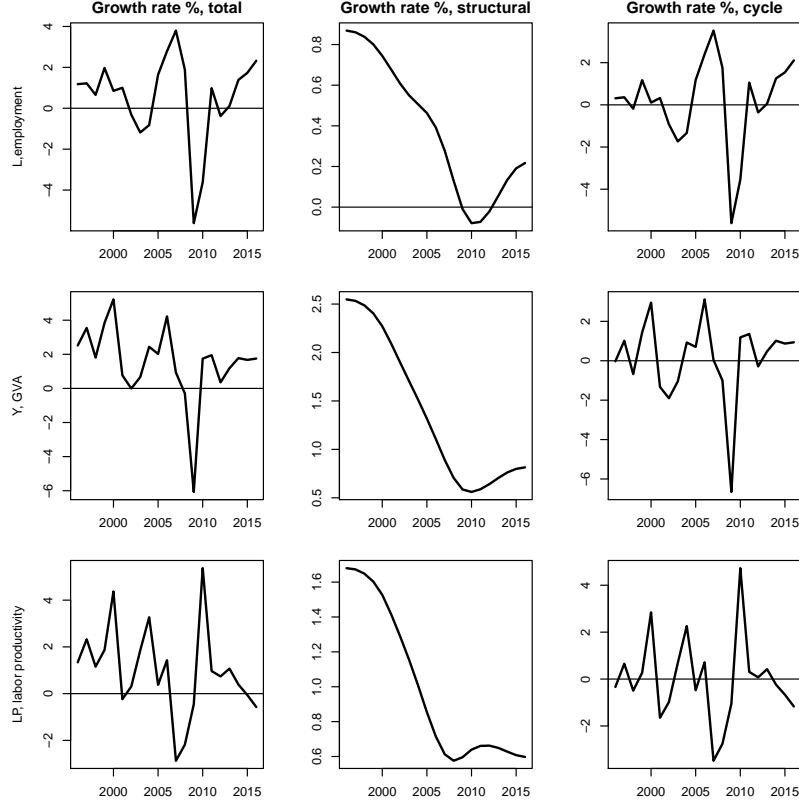 Growth rate %, total
Growth rate %, structural
Growth rate %, cycle
L,employment
4
2
0
−2
−4
2000 2005 2010 2015
0.8
0.6
0.4
0.2
0.0
2000 2005 2010 2015
2
0
−2
−4
2000 2005 2010 2015
Y, GVA
4
2
0
−2
−4
−6
2000 2005 2010 2015
2.5
2.0
1.5
1.0
0.5
2000 2005 2010 2015
2
0
−2
−4
−6
2000 2005 2010 2015
LP, labor productivity
4
2
0
−2
2000 2005 2010 2015
1.6
1.4
1.2
1.0
0.8
0.6
2000 2005 2010 2015
4
2
0
−2
2000 2005 2010 2015